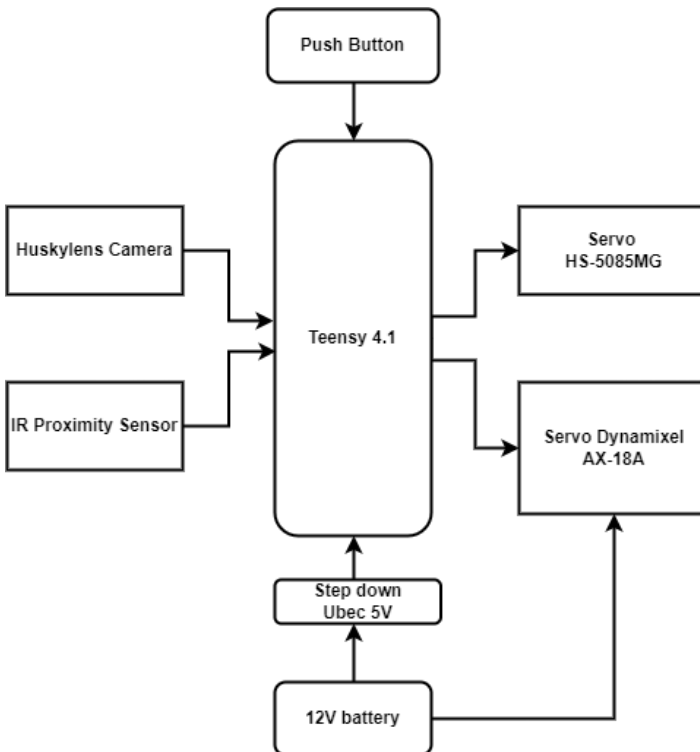 Push Button
Huskylens Camera
Servo
HS-5085MG
Teensy 4.1
IR Proximity Sensor
Servo Dynamixel
AX-18A
Step down
Ubec 5V
12V battery